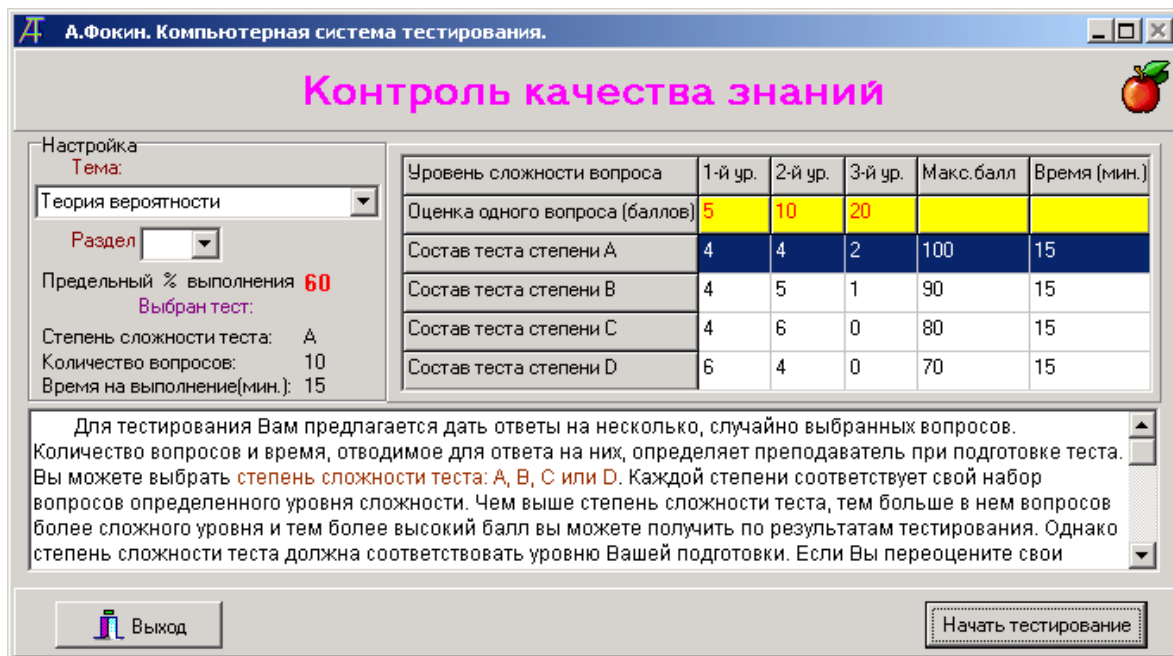 А.Фокин. Компьютерная система тестирования.
Контроль качества знаний
Настройка
Тема:
Теория вероятности
Раздел
Предельный % выполнения 60
Выбран тест:
Степень сложности теста: A
Количество вопросов: 10
Время на выполнение(мин.): 15
Уровень сложности вопроса 1-й ур. 2-й ур. 3-й ур. Макс.балл Время (мин.)
Оценка одного вопроса (баллов) 5 10 20
Состав теста степени A 4 4 2 100 15
Состав теста степени B 4 5 1 90 15
Состав теста степени C 4 6 0 80 15
Состав теста степени D 6 4 0 70 15
Для тестирования Вам предлагается дать ответы на несколько, случайно выбранных вопросов.
Количество вопросов и время, отводимое для ответа на них, определяет преподаватель при подготовке теста.
Вы можете выбрать степень сложности теста: A, B, C или D. Каждой степени соответствует свой набор
вопросов определенного уровня сложности. Чем выше степень сложности теста, тем больше в нем вопросов
более сложного уровня и тем более высокий балл вы можете получить по результатам тестирования. Однако
степень сложности теста должна соответствовать уровню Вашей подготовки. Если Вы переоцените свои
Выход
Начать тестирование